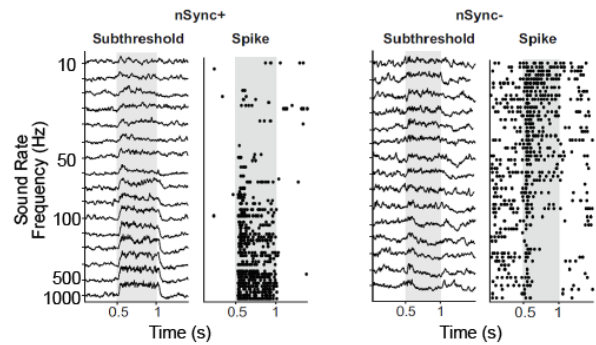 nSync+
Subthreshold Spike
nSync-
Subthreshold Spike
Sound Rate
Frequency (Hz)
10
50
100
500
1000
0.5 1 0.5 1
Time (s)
0.5 1 0.5 1
Time (s)